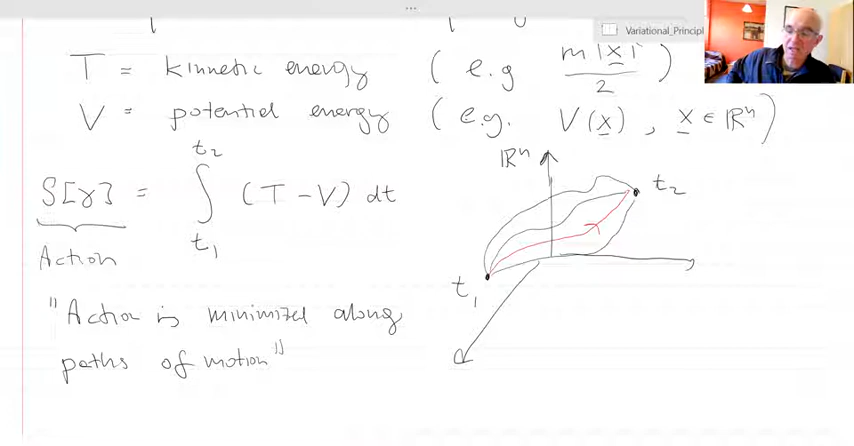 Variational_Principl
T = kinnetic energy ( e.g m|ẋ|² / 2 )
V = potential energy ( e.g. V(x) , x ∈ ℝⁿ )
S[γ] = ∫ t₁ t₂ (T - V) dt
Action
ℝⁿ
t₂
t₁
"Action is minimized along
paths of motion"